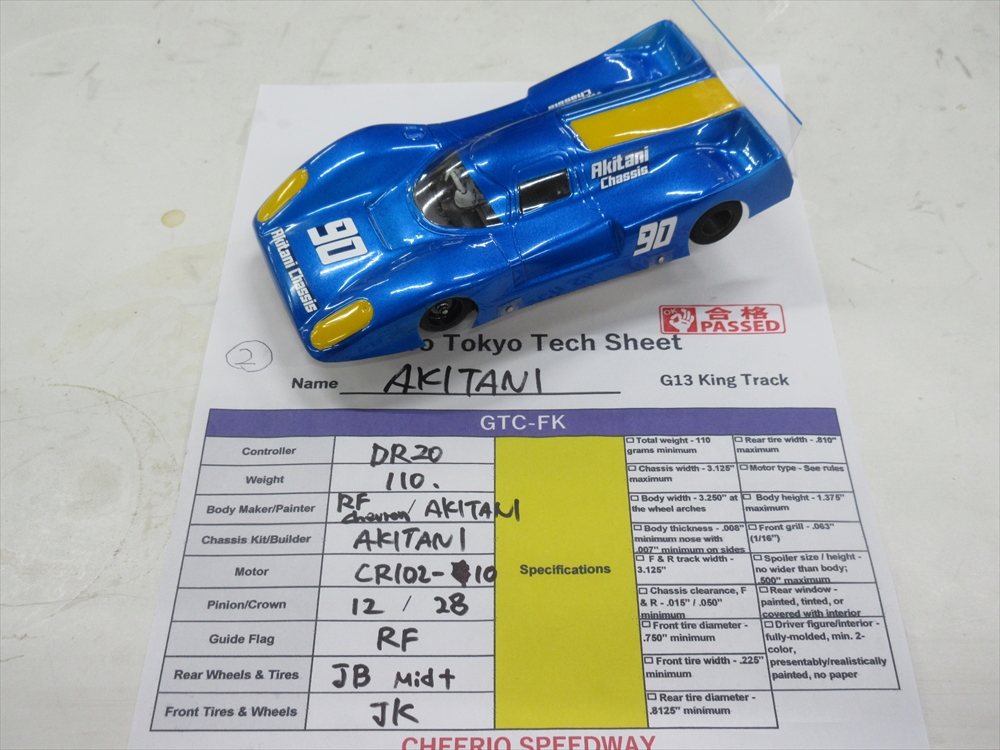 Chassis
Akitani
Chassis
90
90
Akitani Chassis
OK 合格
PASSED
o Tokyo Tech Sheet
2
Name AKITANI G13 King Track
GTC-FK
Controller DR20
Weight 110.
Body Maker/Painter RF Chevron/ AKITANI
Chassis Kit/Builder AKITANI
Motor CR102-10
Pinion/Crown 12 / 28
Guide Flag RF
Rear Wheels & Tires JB Midt
Front Tires & Wheels JK
Specifications
Total weight - 110
grams minimum
Rear tire width - .810"
maximum
Chassis width - 3.125"
maximum
Motor type - See rules
Body width - 3.250" at
the wheel arches
Body height - 1.375"
maximum
Body thickness - .008"
minimum nose with
.007" minimum on sides
Front grill - .063"
(1/16")
F & R track width -
3.125"
Spoiler size / height -
no wider than body;
.500" maximum
Chassis clearance, F
& R - .015" / .050"
minimum
Rear window -
painted, tinted, or
covered with interior
Front tire diameter -
.750" minimum
Driver figure/interior -
fully-molded, min. 2-
color,
presentably/realistically
painted, no paper
Front tire width - .225"
minimum
Rear tire diameter -
.8125" minimum
CHEERIO SPEEDWAY